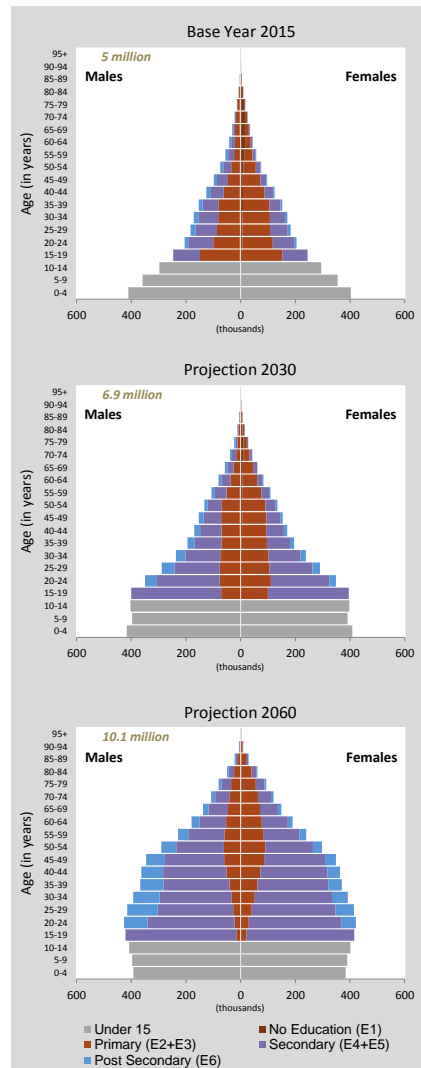 Base Year 2015
5 million
Males
Females
Age (in years)
95+
90-94
85-89
80-84
75-79
70-74
65-69
60-64
55-59
50-54
45-49
40-44
35-39
30-34
25-29
20-24
15-19
10-14
5-9
0-4
600 400 200 0 200 400 600
(thousands)
Projection 2030
6.9 million
Males
Females
Age (in years)
95+
90-94
85-89
80-84
75-79
70-74
65-69
60-64
55-59
50-54
45-49
40-44
35-39
30-34
25-29
20-24
15-19
10-14
5-9
0-4
600 400 200 0 200 400 600
(thousands)
Projection 2060
10.1 million
Males
Females
Age (in years)
95+
90-94
85-89
80-84
75-79
70-74
65-69
60-64
55-59
50-54
45-49
40-44
35-39
30-34
25-29
20-24
15-19
10-14
5-9
0-4
600 400 200 0 200 400 600
(thousands)
Under 15 No Education (E1)
Primary (E2+E3) Secondary (E4+E5)
Post Secondary (E6)